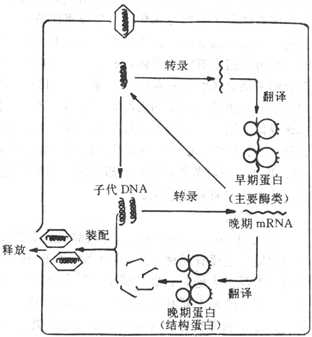 转录
翻译
早期蛋白
(主要酶类)
子代 DNA
转录
晚期 mRNA
装配
释放
翻译
晚期蛋白
(结构蛋白)